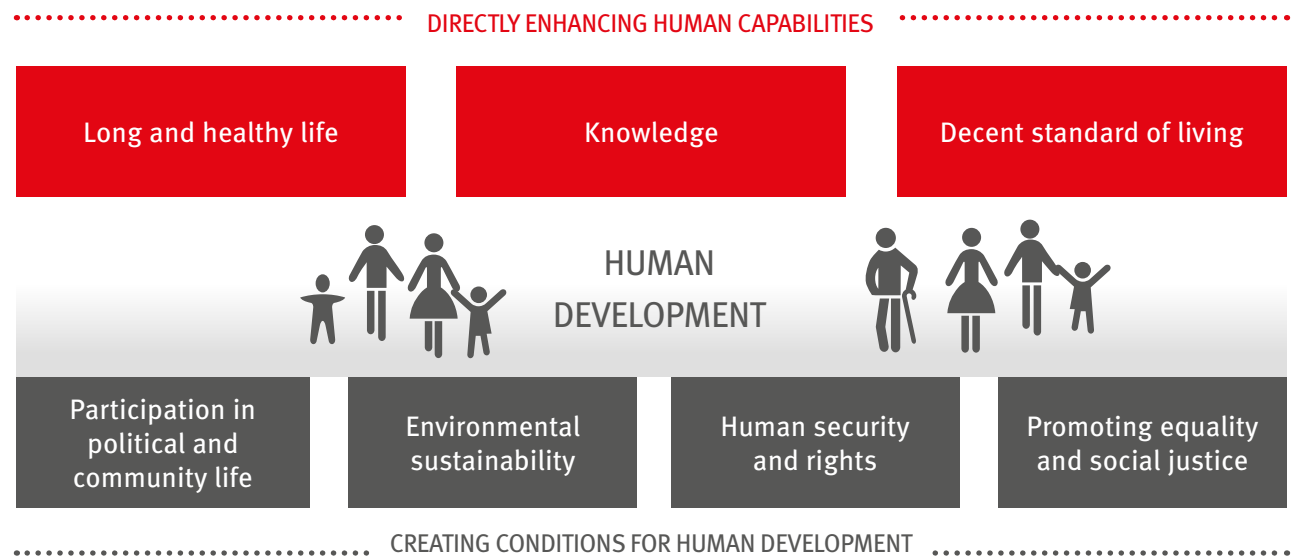 DIRECTLY ENHANCING HUMAN CAPABILITIES
Long and healthy life
Knowledge
Decent standard of living
HUMAN
DEVELOPMENT
Participation in
political and
community life
Environmental
sustainability
Human security
and rights
Promoting equality
and social justice
CREATING CONDITIONS FOR HUMAN DEVELOPMENT